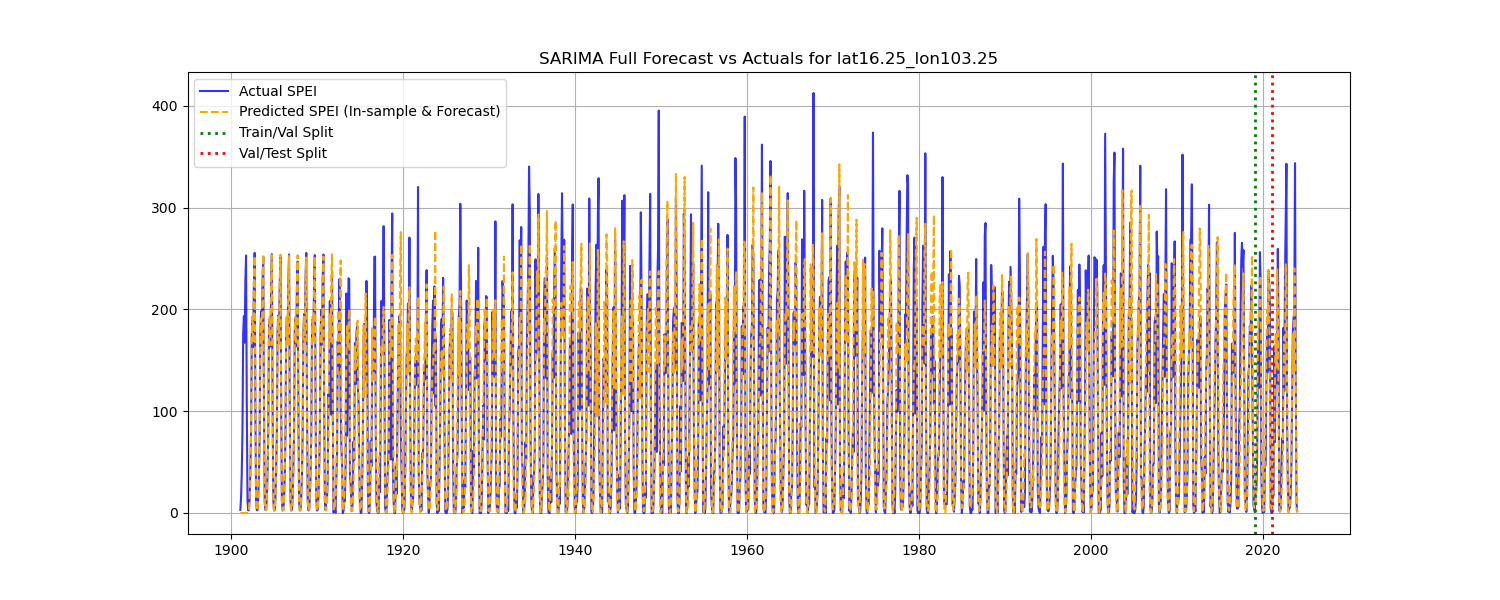 SARIMA Full Forecast vs Actuals for lat16.25_lon103.25
Actual SPEI
Predicted SPEI (In-sample & Forecast)
Train/Val Split
Val/Test Split
400
300
200
100
0
1900 1920 1940 1960 1980 2000 2020